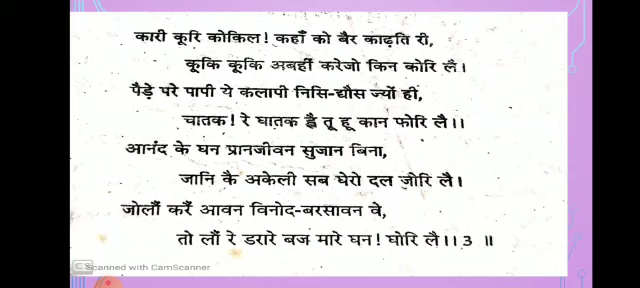 कारी कूरि कोकिल! कहाँ को बैर काढ़ति री,
कूकि कूकि अबहीं करेजो किन कोरि लै।
पैड़े परे पापी ये कलापी निसि-द्यौस ज्यों ही,
चातक! रे घातक ह्वै तू हू कान फोरि लै।।
आनंद के घन प्रानजीवन सुजान बिना,
जानि कै अकेली सब घेरो दल जोरि लै।
जोलौं करैं आवन विनोद-बरसावन वे,
तो लौं रे डरारे बज मारे घन! घोरि लै।।3॥
CS Scanned with CamScanner